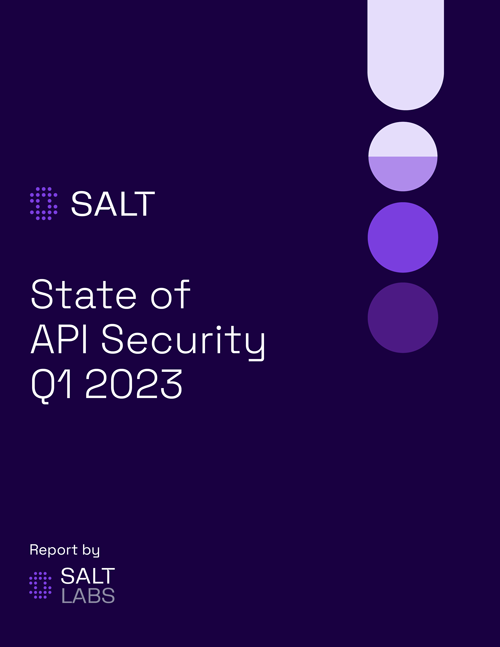 SALT
State of
API Security
Q1 2023
Report by
SALT
LABS